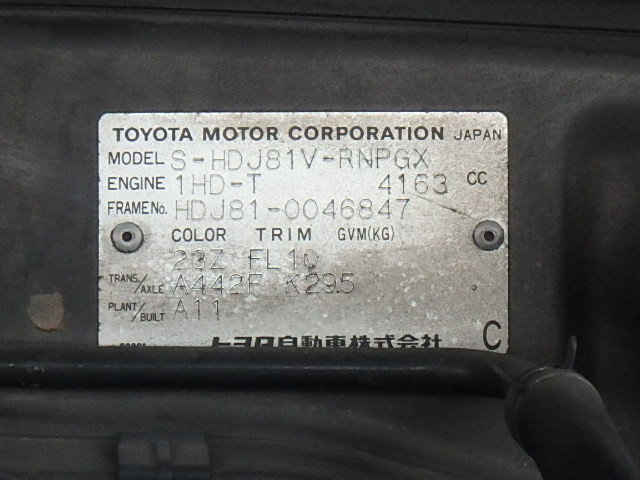 TOYOTA MOTOR CORPORATION JAPAN
MODEL S-HDJ81V-RNPGX
ENGINE 1HD-T 4163 CC
FRAME No. HDJ81-0046847
COLOR TRIM GVM(KG)
23Z FL10
TRANS/AXLE A442F K295
PLANT/BUILT A11
トヨタ自動車株式会社 C